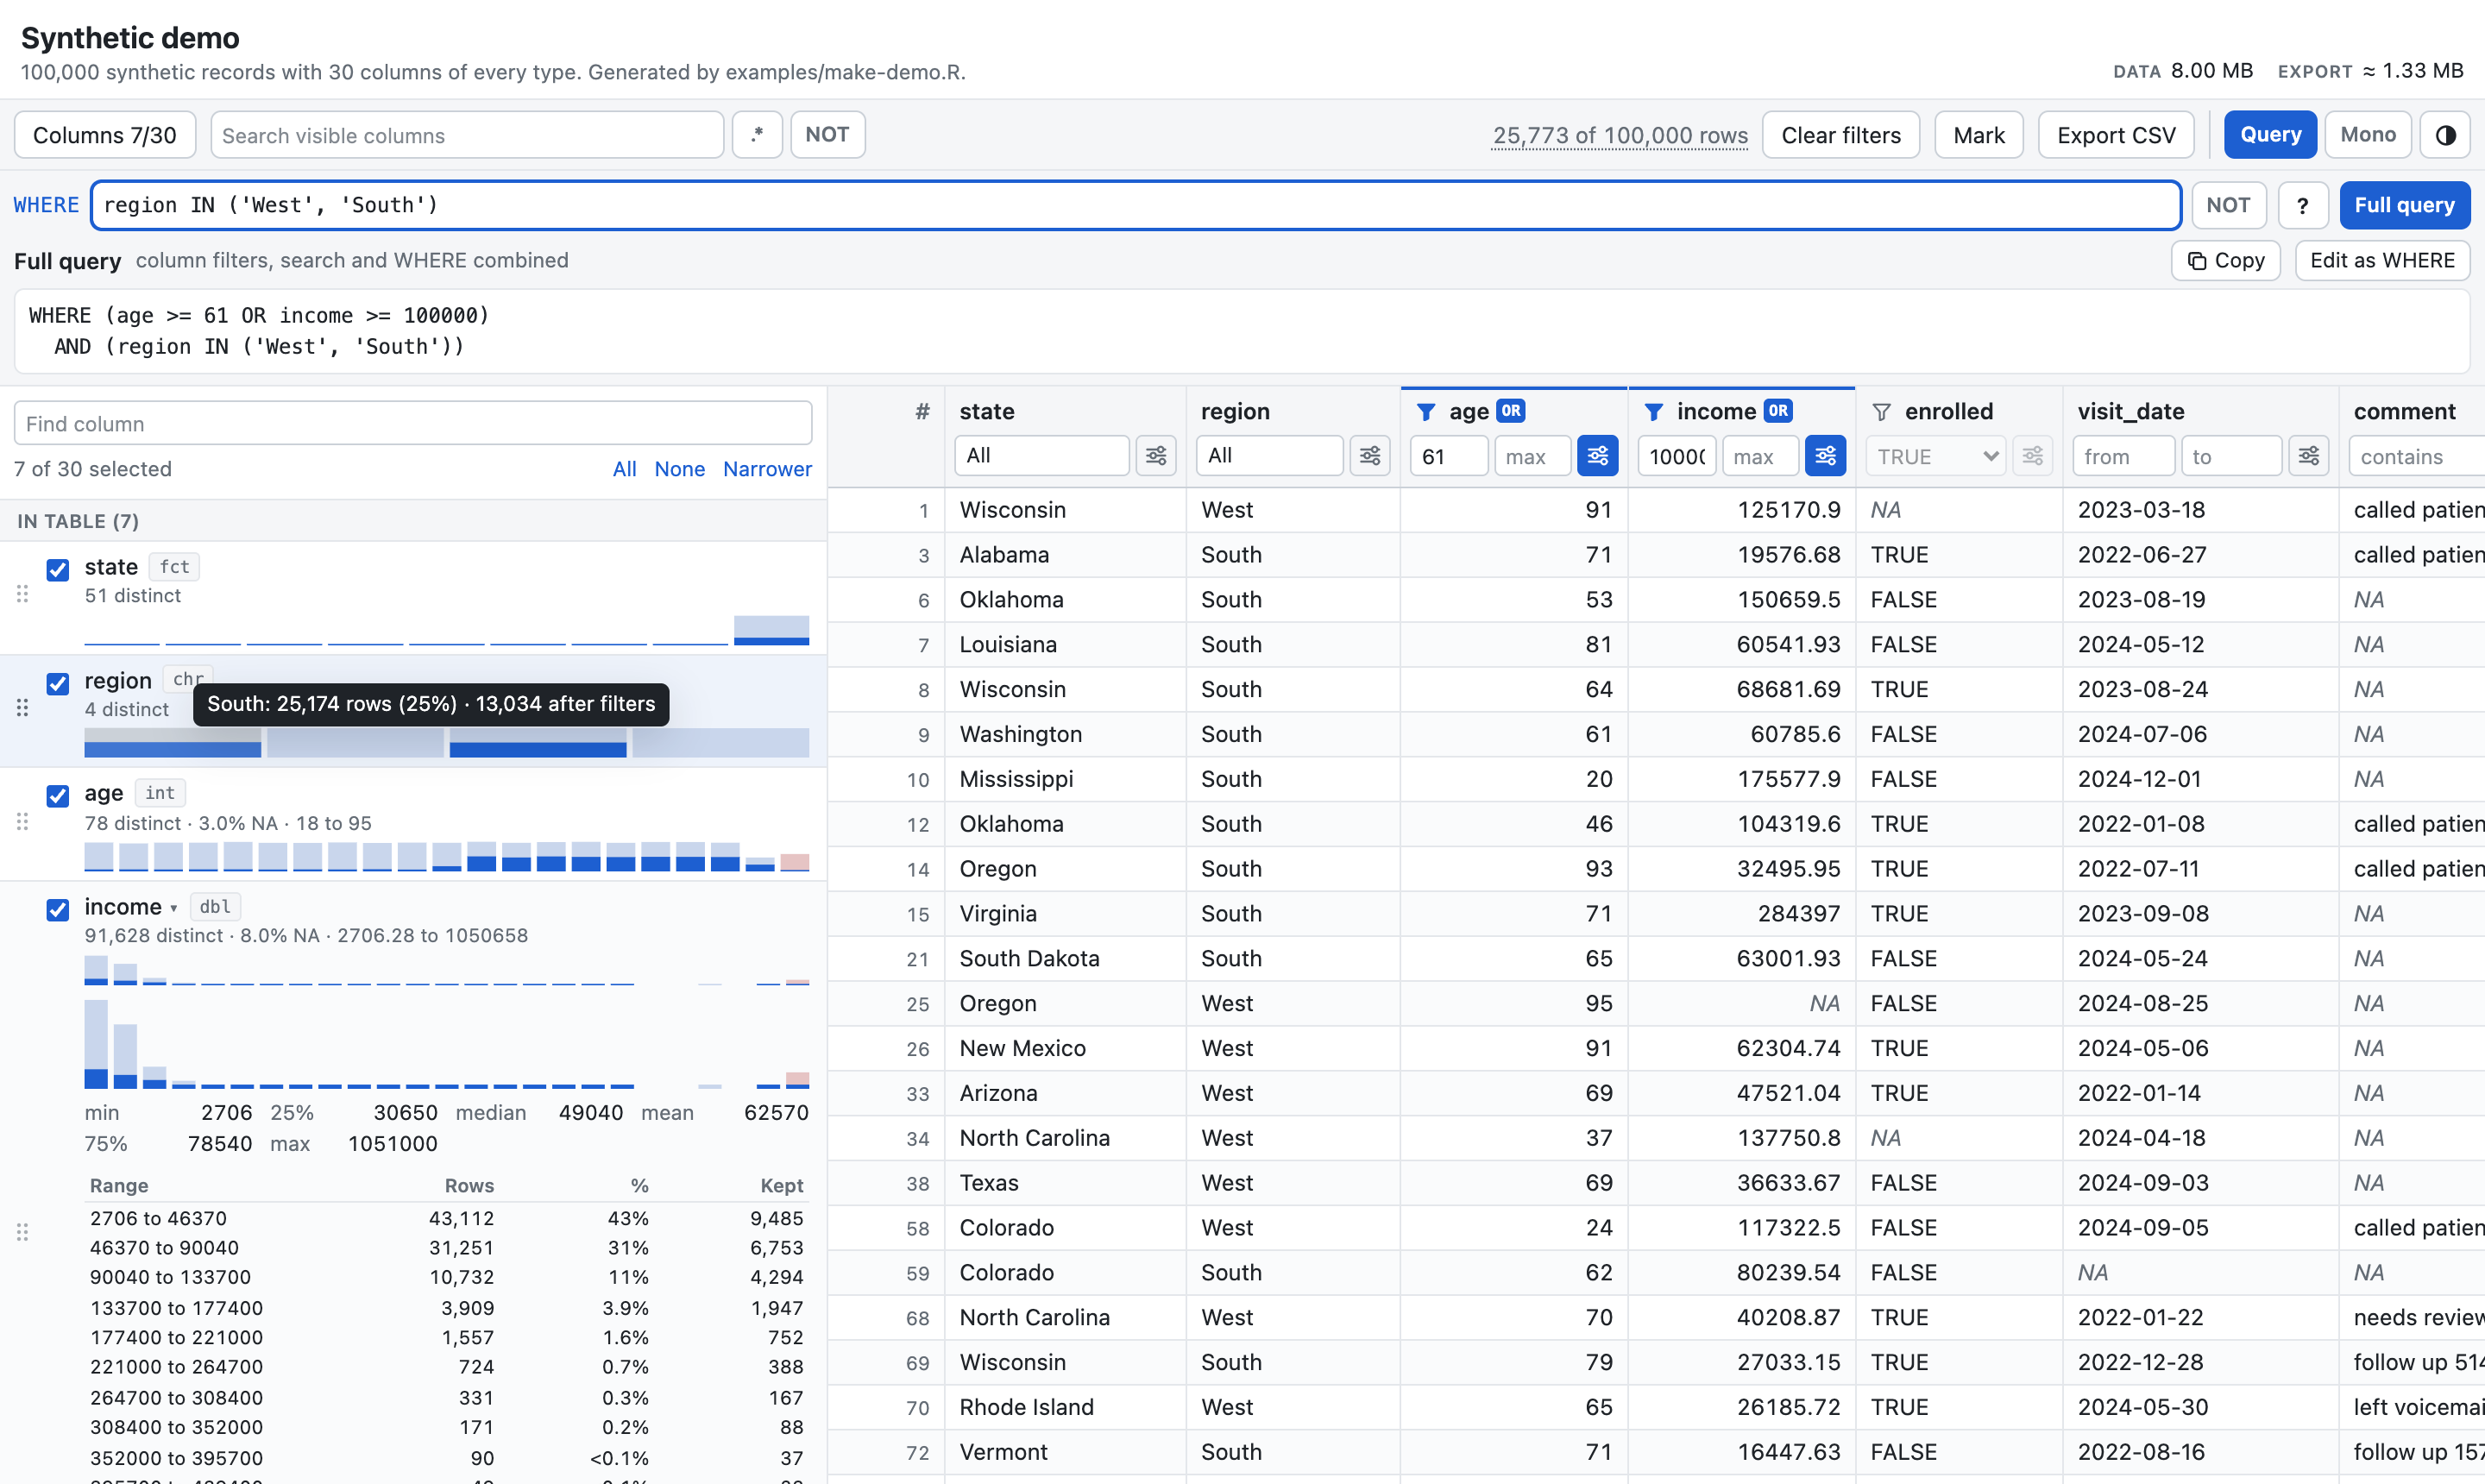 Synthetic demo
100,000 synthetic records with 30 columns of every type. Generated by examples/make-demo.R.
DATA 8.00 MB EXPORT ≈ 1.33 MB
Columns 7/30 Search visible columns .* NOT 25,773 of 100,000 rows Clear filters Mark Export CSV Query Mono
WHERE region IN ('West', 'South') NOT ? Full query
Full query column filters, search and WHERE combined Copy Edit as WHERE
WHERE (age >= 61 OR income >= 100000)
AND (region IN ('West', 'South'))
Find column
7 of 30 selected All None Narrower
IN TABLE (7)
state fct
51 distinct
region chr
4 distinct
South: 25,174 rows (25%) · 13,034 after filters
age int
78 distinct · 3.0% NA · 18 to 95
income ▾ dbl
91,628 distinct · 8.0% NA · 2706.28 to 1050658
min 2706 25% 30650 median 49040 mean 62570
75% 78540 max 1051000
Range Rows % Kept
2706 to 46370 43,112 43% 9,485
46370 to 90040 31,251 31% 6,753
90040 to 133700 10,732 11% 4,294
133700 to 177400 3,909 3.9% 1,947
177400 to 221000 1,557 1.6% 752
221000 to 264700 724 0.7% 388
264700 to 308400 331 0.3% 167
308400 to 352000 171 0.2% 88
352000 to 395700 90 <0.1% 37
# state region age OR income OR enrolled visit_date comment
All All 61 max 10000 max TRUE from to contains
1 Wisconsin West 91 125170.9 NA 2023-03-18 called patien
3 Alabama South 71 19576.68 TRUE 2022-06-27 called patien
6 Oklahoma South 53 150659.5 FALSE 2023-08-19 NA
7 Louisiana South 81 60541.93 FALSE 2024-05-12 NA
8 Wisconsin South 64 68681.69 TRUE 2023-08-24 NA
9 Washington South 61 60785.6 FALSE 2024-07-06 NA
10 Mississippi South 20 175577.9 FALSE 2024-12-01 NA
12 Oklahoma South 46 104319.6 TRUE 2022-01-08 called patien
14 Oregon South 93 32495.95 TRUE 2022-07-11 called patien
15 Virginia South 71 284397 TRUE 2023-09-08 NA
21 South Dakota South 65 63001.93 FALSE 2024-05-24 NA
25 Oregon West 95 NA FALSE 2024-08-25 NA
26 New Mexico West 91 62304.74 TRUE 2024-05-06 NA
33 Arizona West 69 47521.04 TRUE 2022-01-14 NA
34 North Carolina West 37 137750.8 NA 2024-04-18 NA
38 Texas West 69 36633.67 FALSE 2024-09-03 NA
58 Colorado West 24 117322.5 FALSE 2024-09-05 called patien
59 Colorado South 62 80239.54 FALSE NA NA
68 North Carolina West 70 40208.87 TRUE 2022-01-22 needs review
69 Wisconsin South 79 27033.15 TRUE 2022-12-28 follow up 514
70 Rhode Island West 65 26185.72 TRUE 2024-05-30 left voicemai
72 Vermont South 71 16447.63 FALSE 2022-08-16 follow up 157